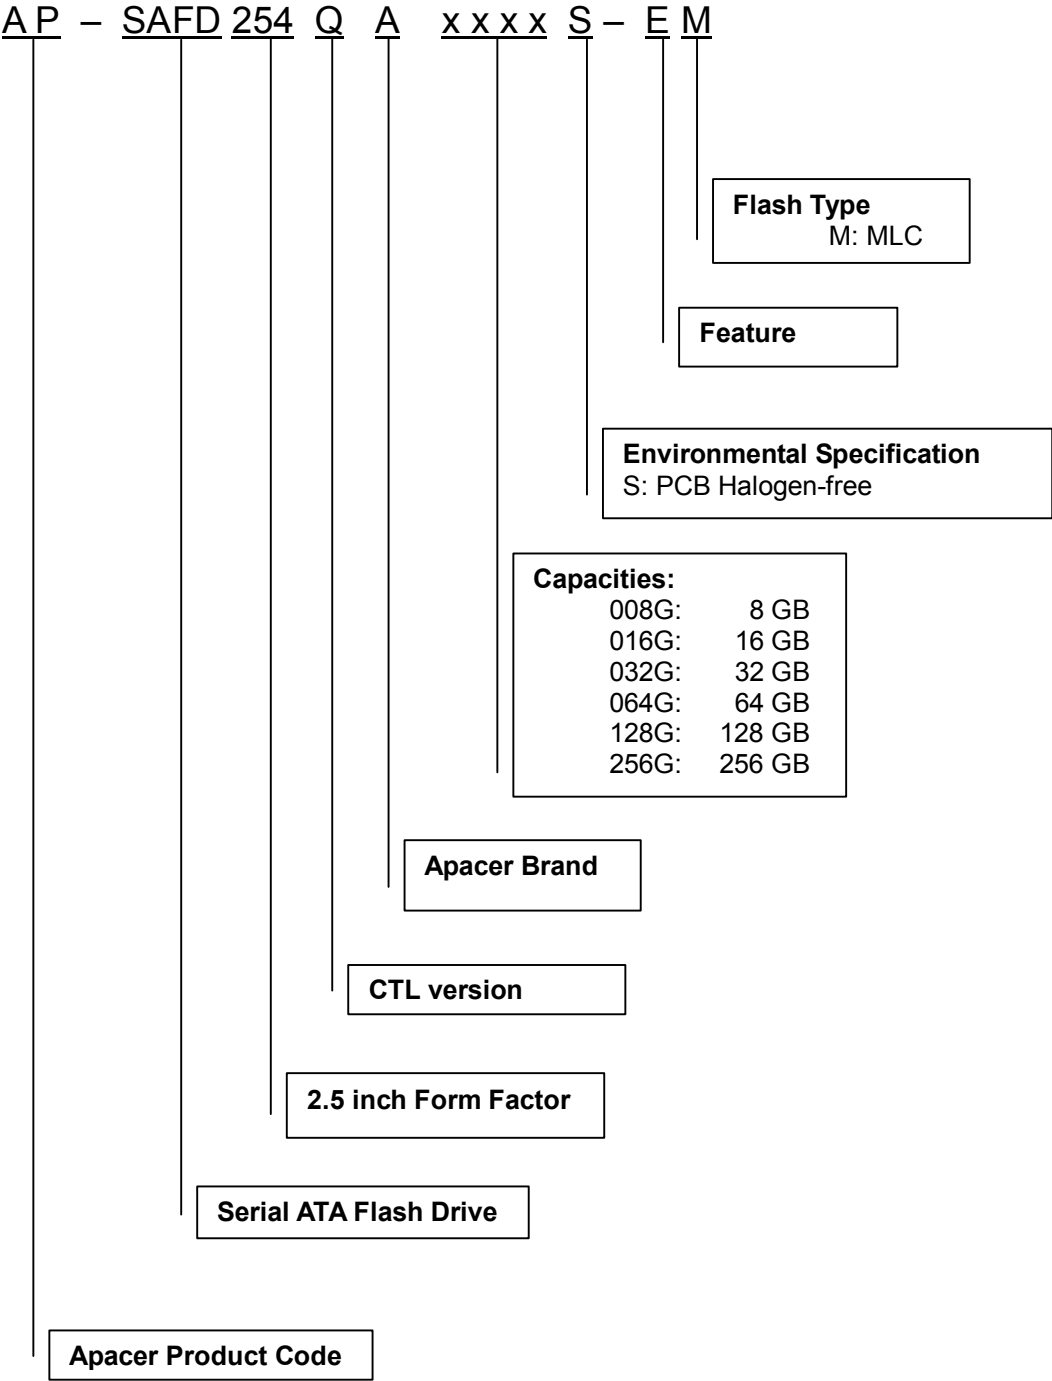 AP – SAFD 254 Q A xxxx S – E M
Flash Type
M: MLC
Feature
Environmental Specification
S: PCB Halogen-free
Capacities:
008G: 8 GB
016G: 16 GB
032G: 32 GB
064G: 64 GB
128G: 128 GB
256G: 256 GB
Apacer Brand
CTL version
2.5 inch Form Factor
Serial ATA Flash Drive
Apacer Product Code